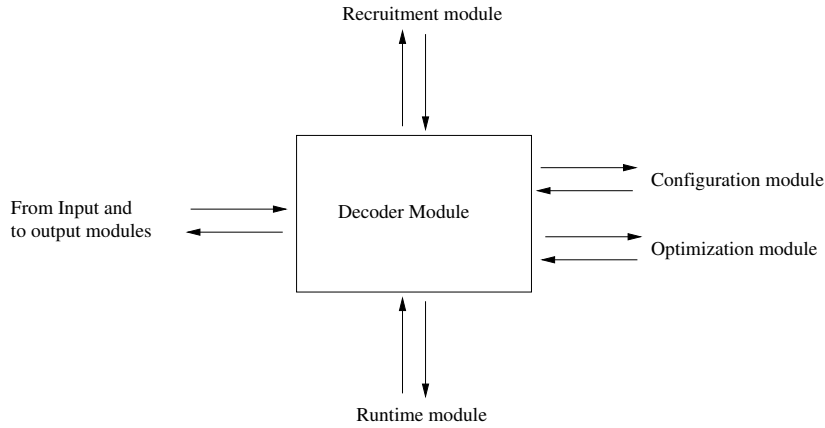 Recruitment module
Configuration module
From Input and
to output modules
Decoder Module
Optimization module
Runtime module